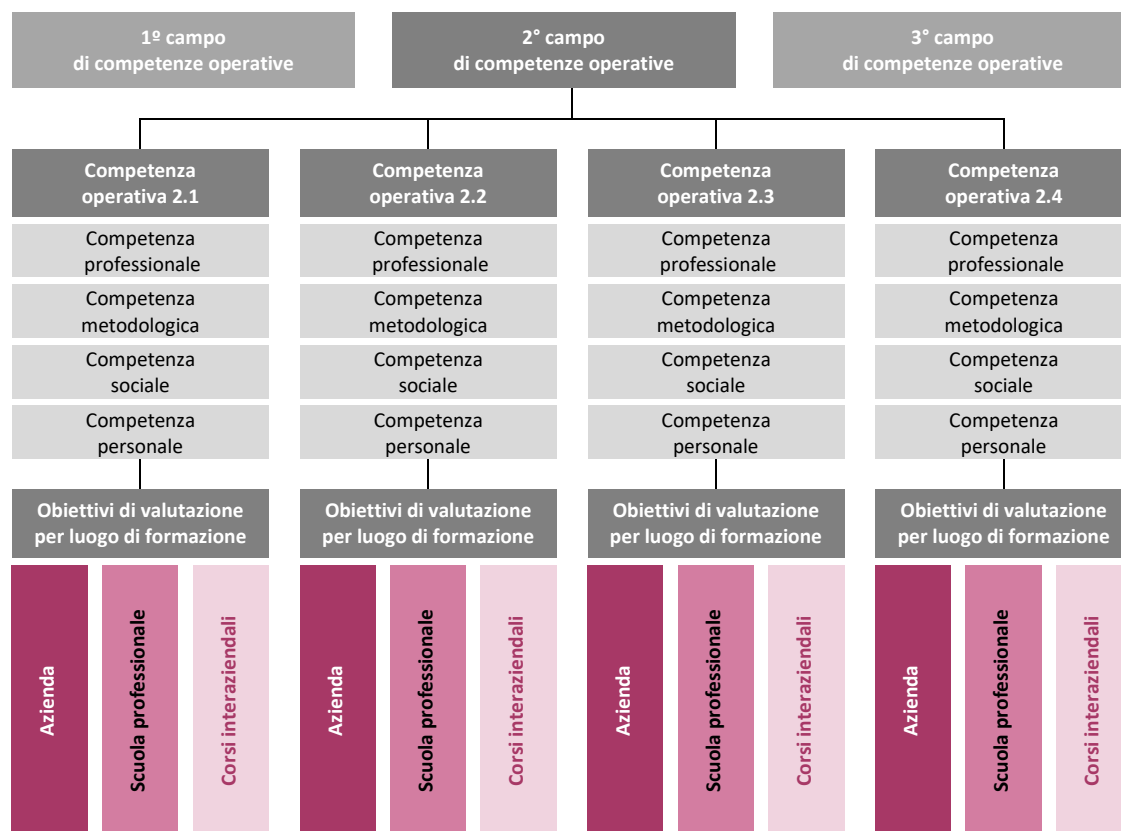 1º campo
di competenze operative
2° campo
di competenze operative
3° campo
di competenze operative
Competenza
operativa 2.1
Competenza
operativa 2.2
Competenza
operativa 2.3
Competenza
operativa 2.4
Competenza
professionale
Competenza
professionale
Competenza
professionale
Competenza
professionale
Competenza
metodologica
Competenza
metodologica
Competenza
metodologica
Competenza
metodologica
Competenza
sociale
Competenza
sociale
Competenza
sociale
Competenza
sociale
Competenza
personale
Competenza
personale
Competenza
personale
Competenza
personale
Obiettivi di valutazione
per luogo di formazione
Obiettivi di valutazione
per luogo di formazione
Obiettivi di valutazione
per luogo di formazione
Obiettivi di valutazione
per luogo di formazione
Azienda
Scuola professionale
Corsi interaziendali
Azienda
Scuola professionale
Corsi interaziendali
Azienda
Scuola professionale
Corsi interaziendali
Azienda
Scuola professionale
Corsi interaziendali